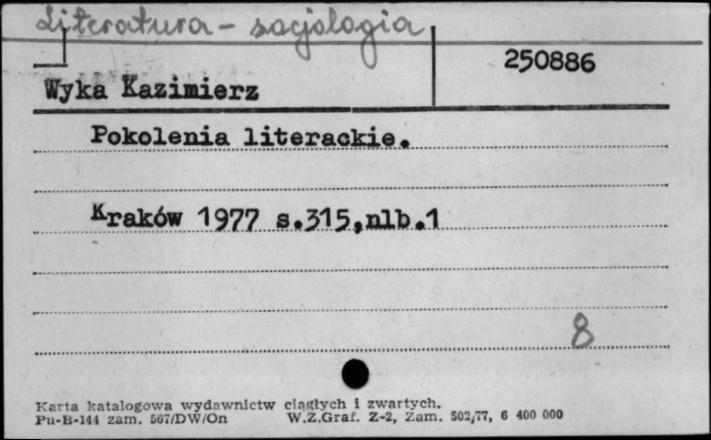 Literatura - socjologia
250886
Wyka Kazimierz
Pokolenia literackie.
Kraków 1977 s.315,nlb.1
8
Karta katalogowa wydawnictw ciągłych i zwartych.
Pu-B-144 zam. 567/DW/On W.Z.Graf. Z-2, Zam. 502/77, 6 400 000